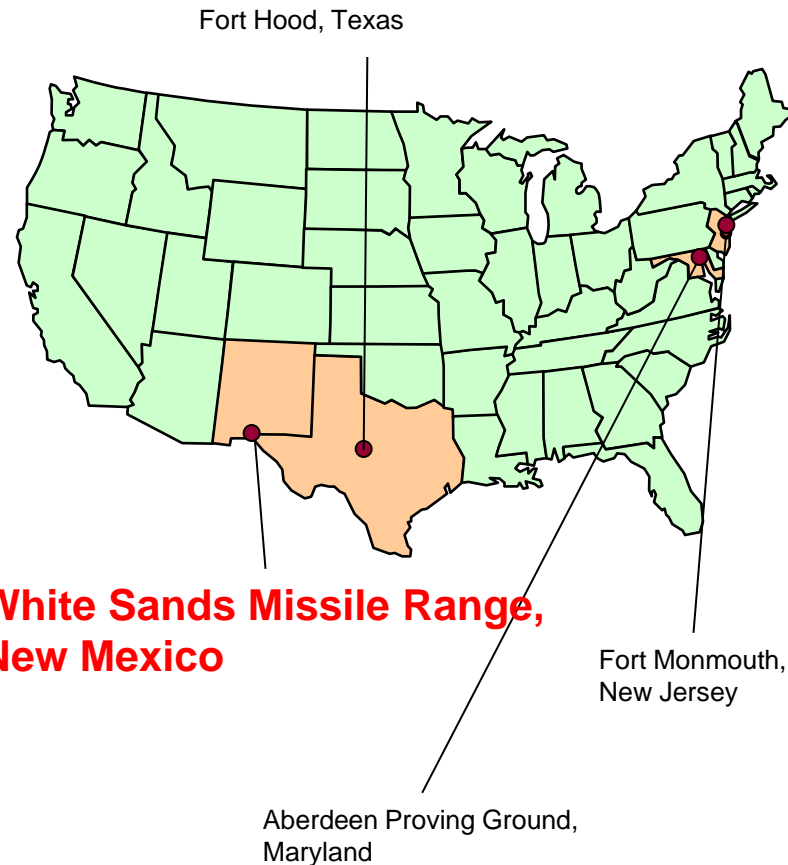 Fort Hood, Texas
White Sands Missile Range,
New Mexico
Fort Monmouth,
New Jersey
Aberdeen Proving Ground,
Maryland